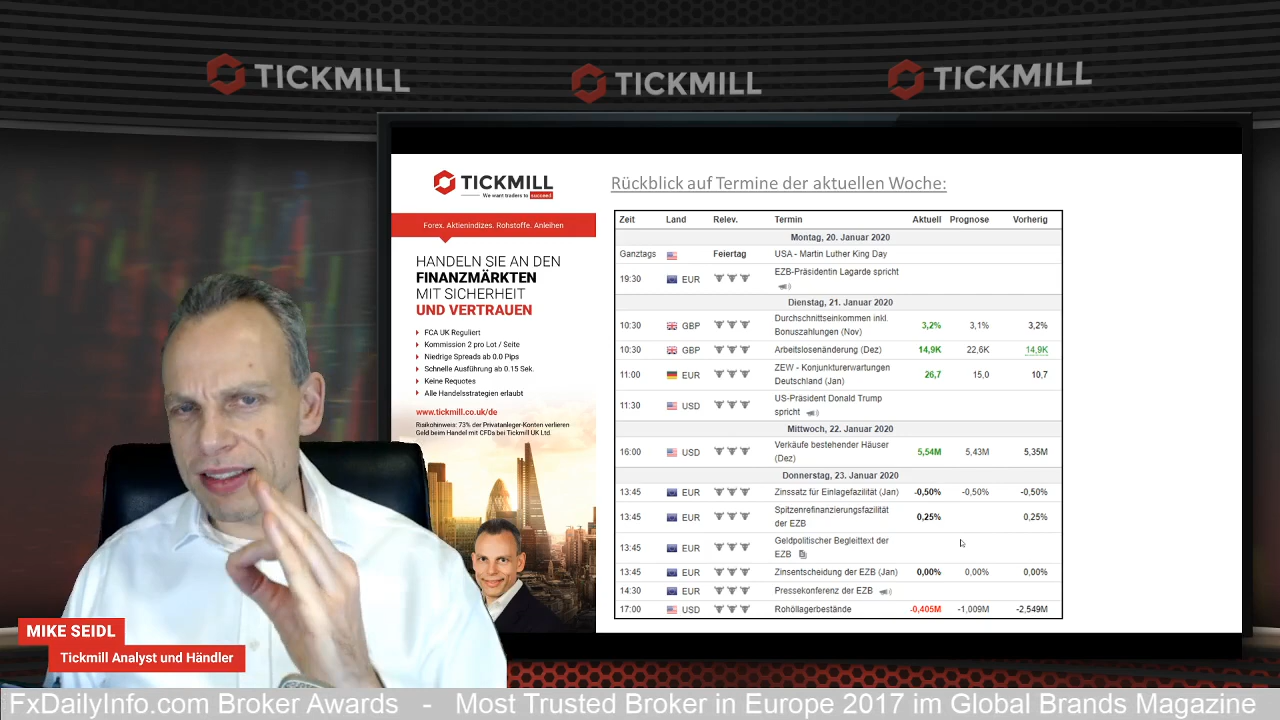 TICKMILL
TICKMILL
TICKMILL
TICKMILL
We want traders to succeed
Forex. Aktienindizes. Rohstoffe. Anleihen
HANDELN SIE AN DEN
FINANZMÄRKTEN
MIT SICHERHEIT
UND VERTRAUEN
FCA UK Reguliert
Kommission 2 pro Lot / Seite
Niedrige Spreads ab 0.0 Pips
Schnelle Ausführung ab 0.15 Sek.
Keine Requotes
Alle Handelsstrategien erlaubt
www.tickmill.co.uk/de
Risikohinweis: 73% der Privatanleger-Konten verlieren
Geld beim Handel mit CFDs bei Tickmill UK Ltd.
Rückblick auf Termine der aktuellen Woche:
Zeit Land Relev. Termin Aktuell Prognose Vorherig
Montag, 20. Januar 2020
Ganztags Feiertag USA - Martin Luther King Day
19:30 EUR EZB-Präsidentin Lagarde spricht
Dienstag, 21. Januar 2020
10:30 GBP Durchschnittseinkommen inkl. 3,2% 3,1% 3,2%
Bonuszahlungen (Nov)
10:30 GBP Arbeitslosenänderung (Dez) 14,9K 22,6K 14,9K
11:00 EUR ZEW - Konjunkturerwartungen 26,7 15,0 10,7
Deutschland (Jan)
11:30 USD US-Präsident Donald Trump
spricht
Mittwoch, 22. Januar 2020
16:00 USD Verkäufe bestehender Häuser 5,54M 5,43M 5,35M
(Dez)
Donnerstag, 23. Januar 2020
13:45 EUR Zinssatz für Einlagefazilität (Jan) -0,50% -0,50% -0,50%
13:45 EUR Spitzenrefinanzierungsfazilität 0,25% 0,25%
der EZB
13:45 EUR Geldpolitischer Begleittext der
EZB
13:45 EUR Zinsentscheidung der EZB (Jan) 0,00% 0,00% 0,00%
14:30 EUR Pressekonferenz der EZB
17:00 USD Rohöllagerbestände -0,405M -1,009M -2,549M
MIKE SEIDL
Tickmill Analyst und Händler
FxDailyInfo.com Broker Awards - Most Trusted Broker in Europe 2017 im Global Brands Magazine